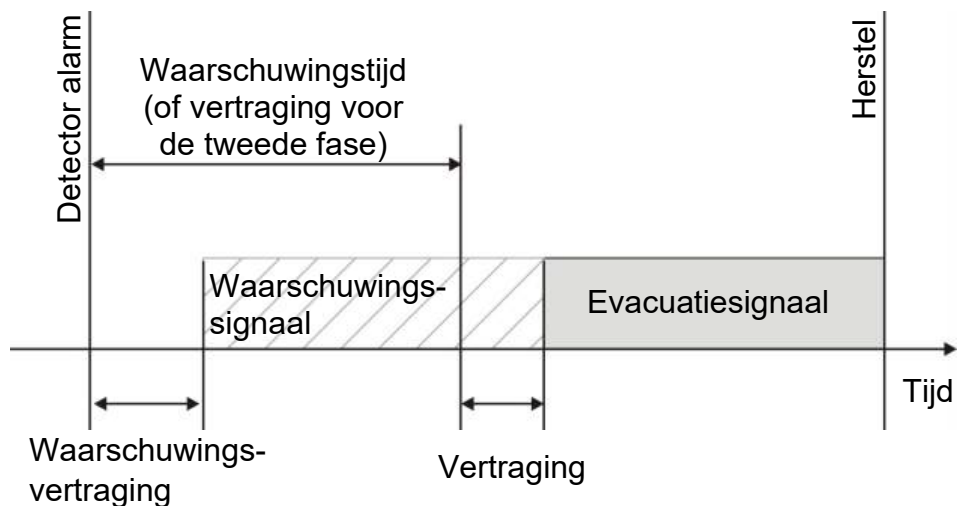 Detector alarm
Waarschuwingstijd
(of vertraging voor
de tweede fase)
Herstel
Waarschuwings-
signaal
Evacuatiesignaal
Tijd
Waarschuwings-
vertraging
Vertraging